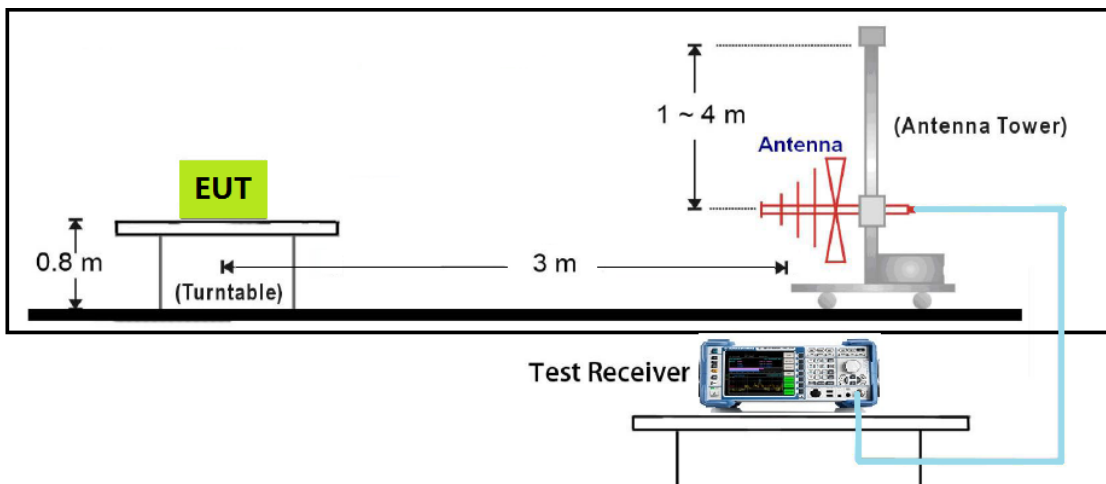 1 ~ 4 m
(Antenna Tower)
Antenna
EUT
0.8 m
3 m
(Turntable)
Test Receiver